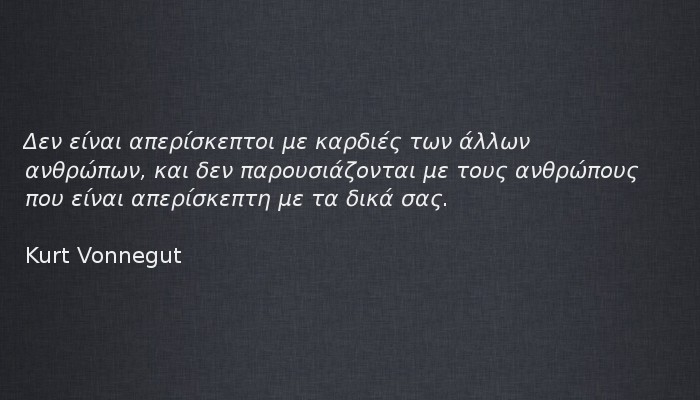 Δεν είναι απερίσκεπτοι με καρδιές των άλλων
ανθρώπων, και δεν παρουσιάζονται με τους ανθρώπους
που είναι απερίσκεπτη με τα δικά σας.
Kurt Vonnegut